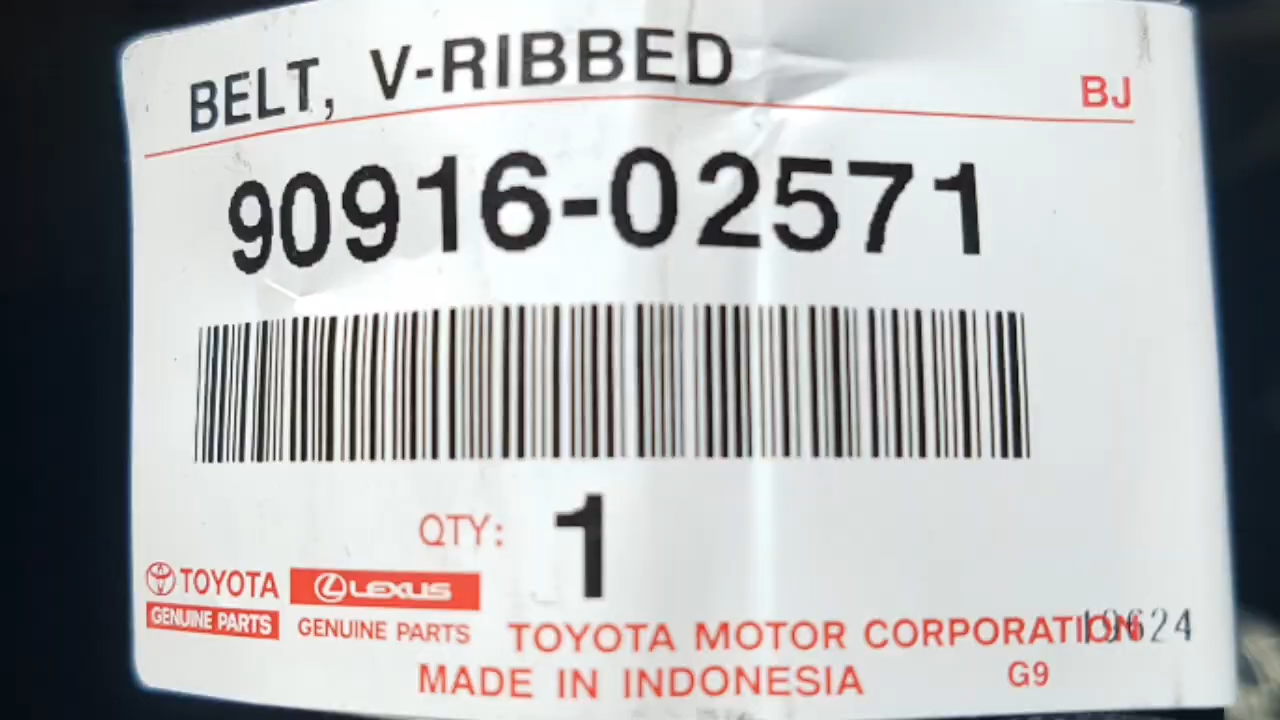 BELT, V-RIBBED
BJ
90916-02571
QTY: 1
TOYOTA
LEXUS
GENUINE PARTS
GENUINE PARTS
TOYOTA MOTOR CORPORATION
19624
MADE IN INDONESIA
G9